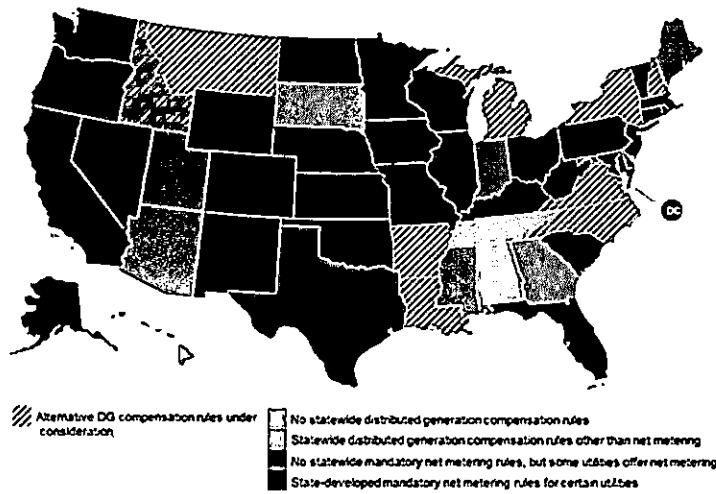 DC
Alternative DG compensation rules under
consideration
No statewide distributed generation compensation rules
Statewide distributed generation compensation rules other than net metering
No statewide mandatory net metering rules, but some utilities offer net metering
State-developed mandatory net metering rules for certain utilities